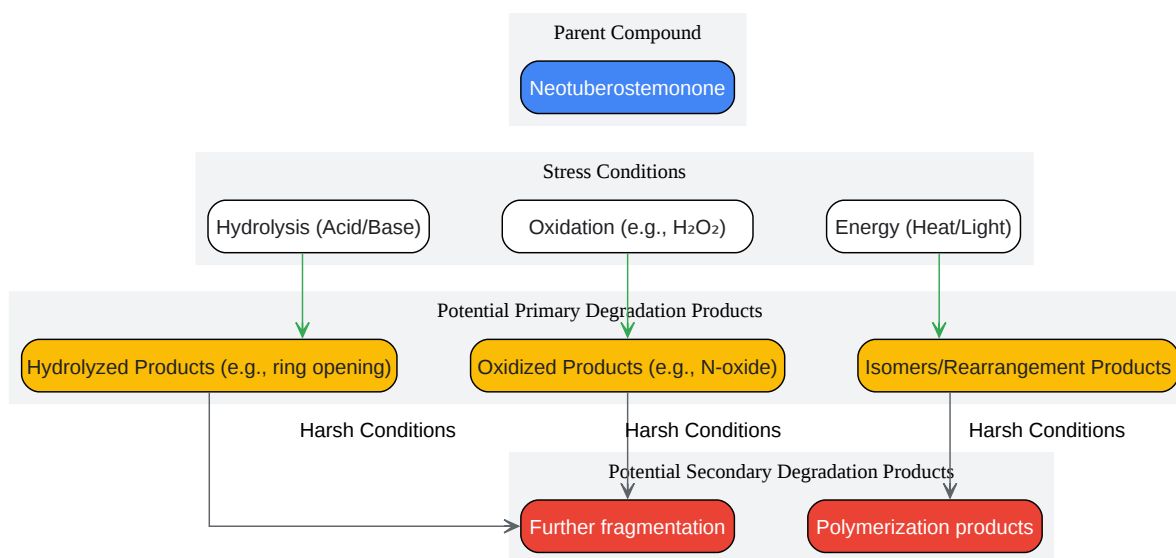 Parent Compound
Neotuberostemonone
Stress Conditions
Hydrolysis (Acid/Base)
Oxidation (e.g., H₂O₂)
Energy (Heat/Light)
Potential Primary Degradation Products
Hydrolyzed Products (e.g., ring opening)
Oxidized Products (e.g., N-oxide)
Isomers/Rearrangement Products
Harsh Conditions
Harsh Conditions
Harsh Conditions
Potential Secondary Degradation Products
Further fragmentation
Polymerization products